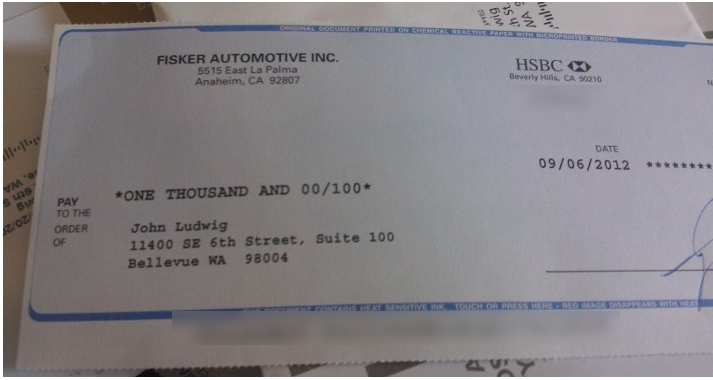 ORIGINAL DOCUMENT PRINTED ON CHEMICAL REACTIVE PAPER WITH MICROPRINTED BORDER
FISKER AUTOMOTIVE INC.
5515 East La Palma
Anaheim, CA 92807
HSBC
Beverly Hills, CA 90210
DATE
09/06/2012 ********
*ONE THOUSAND AND 00/100*
PAY
TO THE
ORDER
OF
John Ludwig
11400 SE 6th Street, Suite 100
Bellevue WA 98004
THIS DOCUMENT CONTAINS HEAT SENSITIVE INK. TOUCH OR PRESS HERE - RED IMAGE DISAPPEARS WITH HEAT